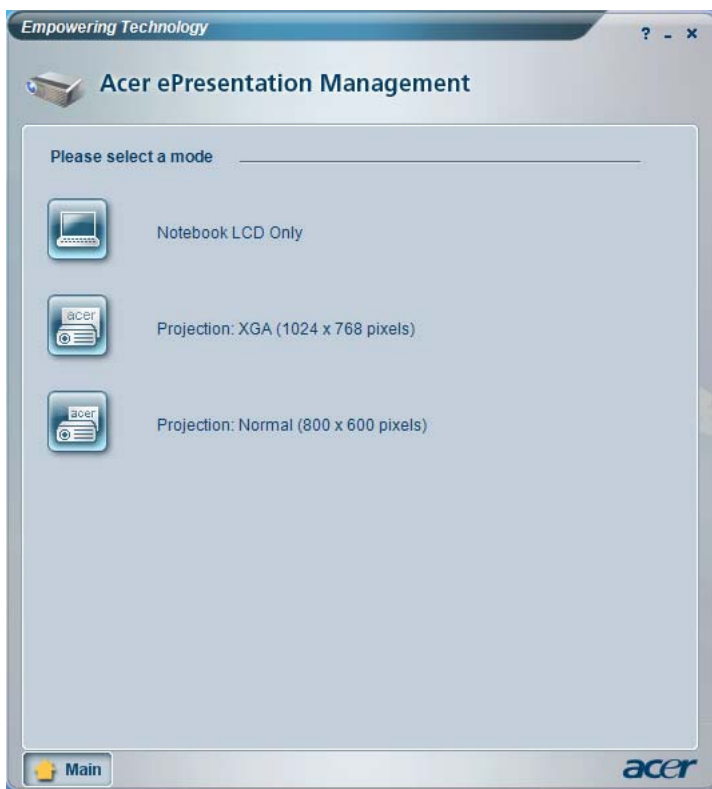 Empowering Technology
? - ×
Acer ePresentation Management
Please select a mode
Notebook LCD Only
acer
Projection: XGA (1024 x 768 pixels)
acer
Projection: Normal (800 x 600 pixels)
Main
acer